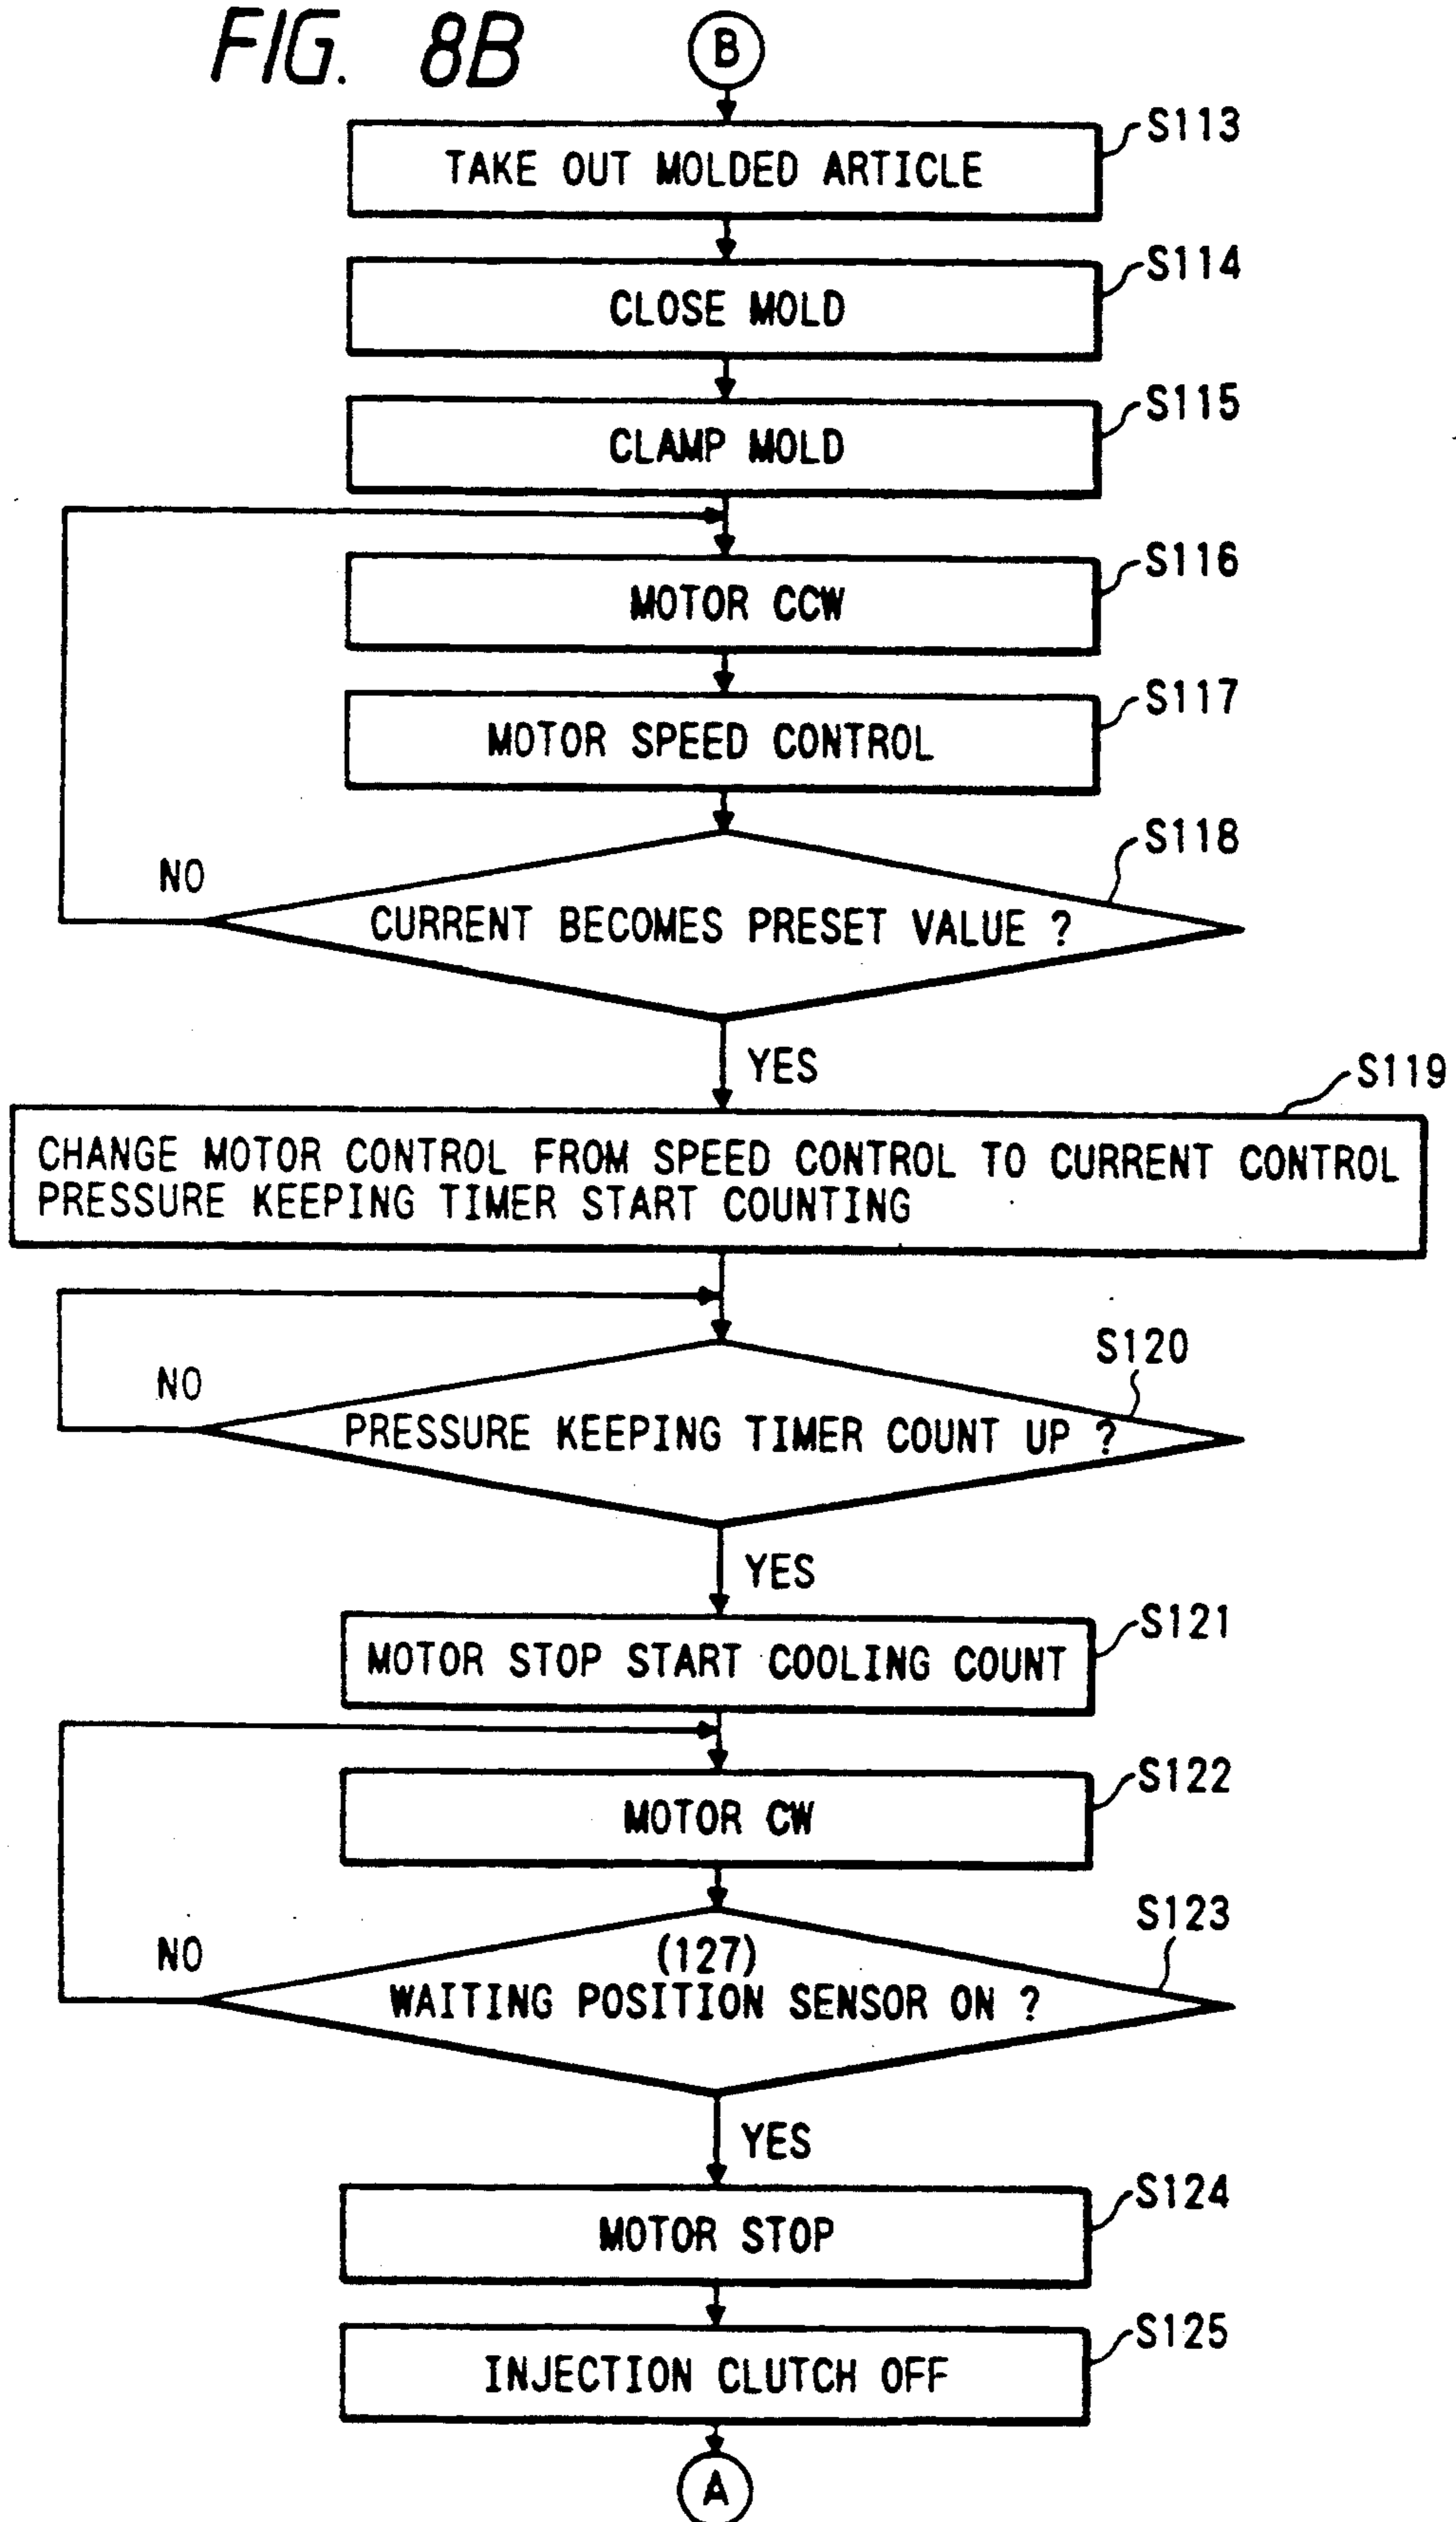 FIG. 8B
B
S113
TAKE OUT MOLDED ARTICLE
S114
CLOSE MOLD
S115
CLAMP MOLD
S116
MOTOR CCW
S117
MOTOR SPEED CONTROL
S118
NO
CURRENT BECOMES PRESET VALUE ?
YES
S119
CHANGE MOTOR CONTROL FROM SPEED CONTROL TO CURRENT CONTROL
PRESSURE KEEPING TIMER START COUNTING
S120
NO
PRESSURE KEEPING TIMER COUNT UP ?
YES
S121
MOTOR STOP START COOLING COUNT
S122
MOTOR CW
S123
NO
(127)
WAITING POSITION SENSOR ON ?
YES
S124
MOTOR STOP
S125
INJECTION CLUTCH OFF
A